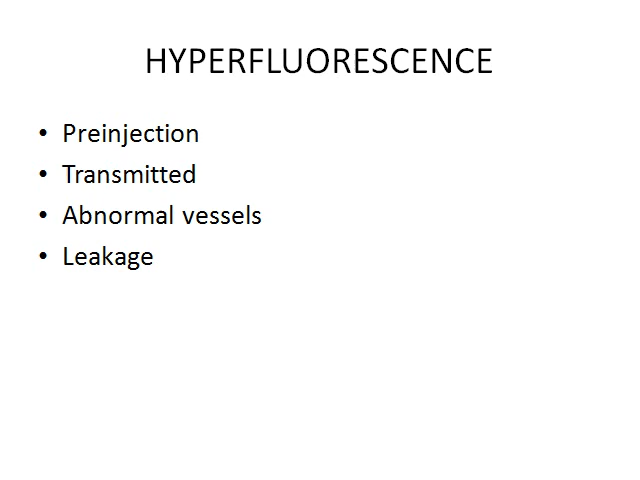 HYPERFLUORESCENCE
• Preinjection
• Transmitted
• Abnormal vessels
• Leakage